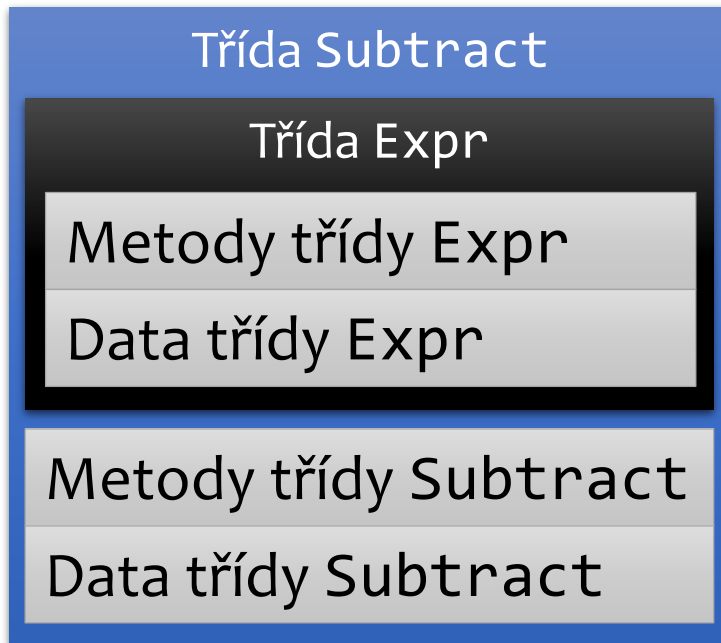 Třída Subtract
Třída Expr
Metody třídy Expr
Data třídy Expr
Metody třídy Subtract
Data třídy Subtract